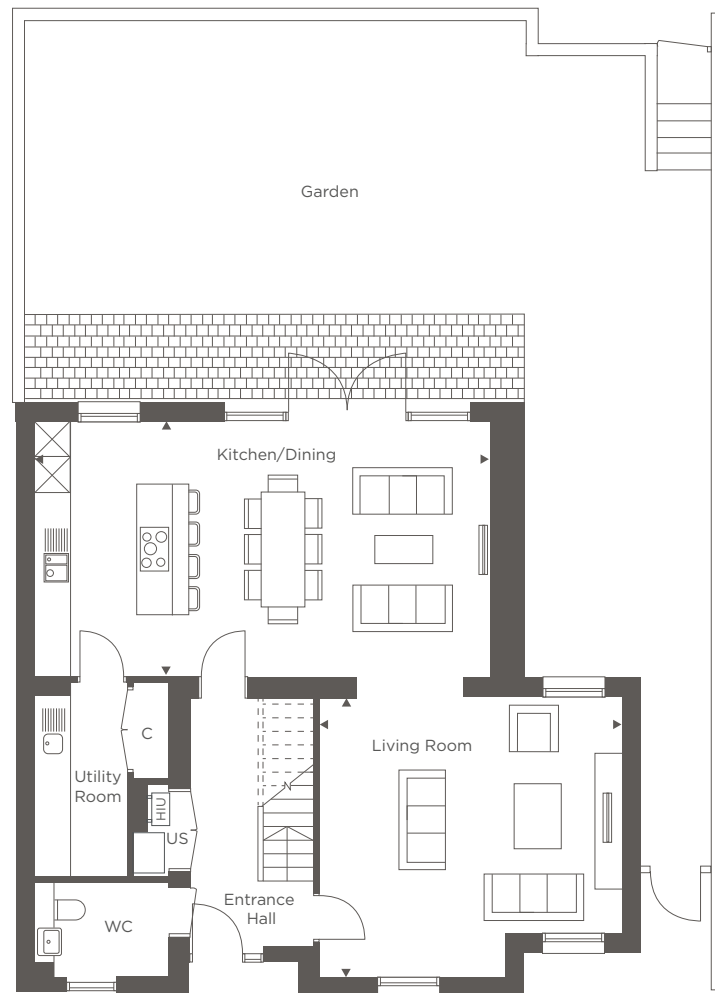 Garden
Kitchen/Dining
Living Room
C
Utility
Room
HIU
US
Entrance
Hall
WC